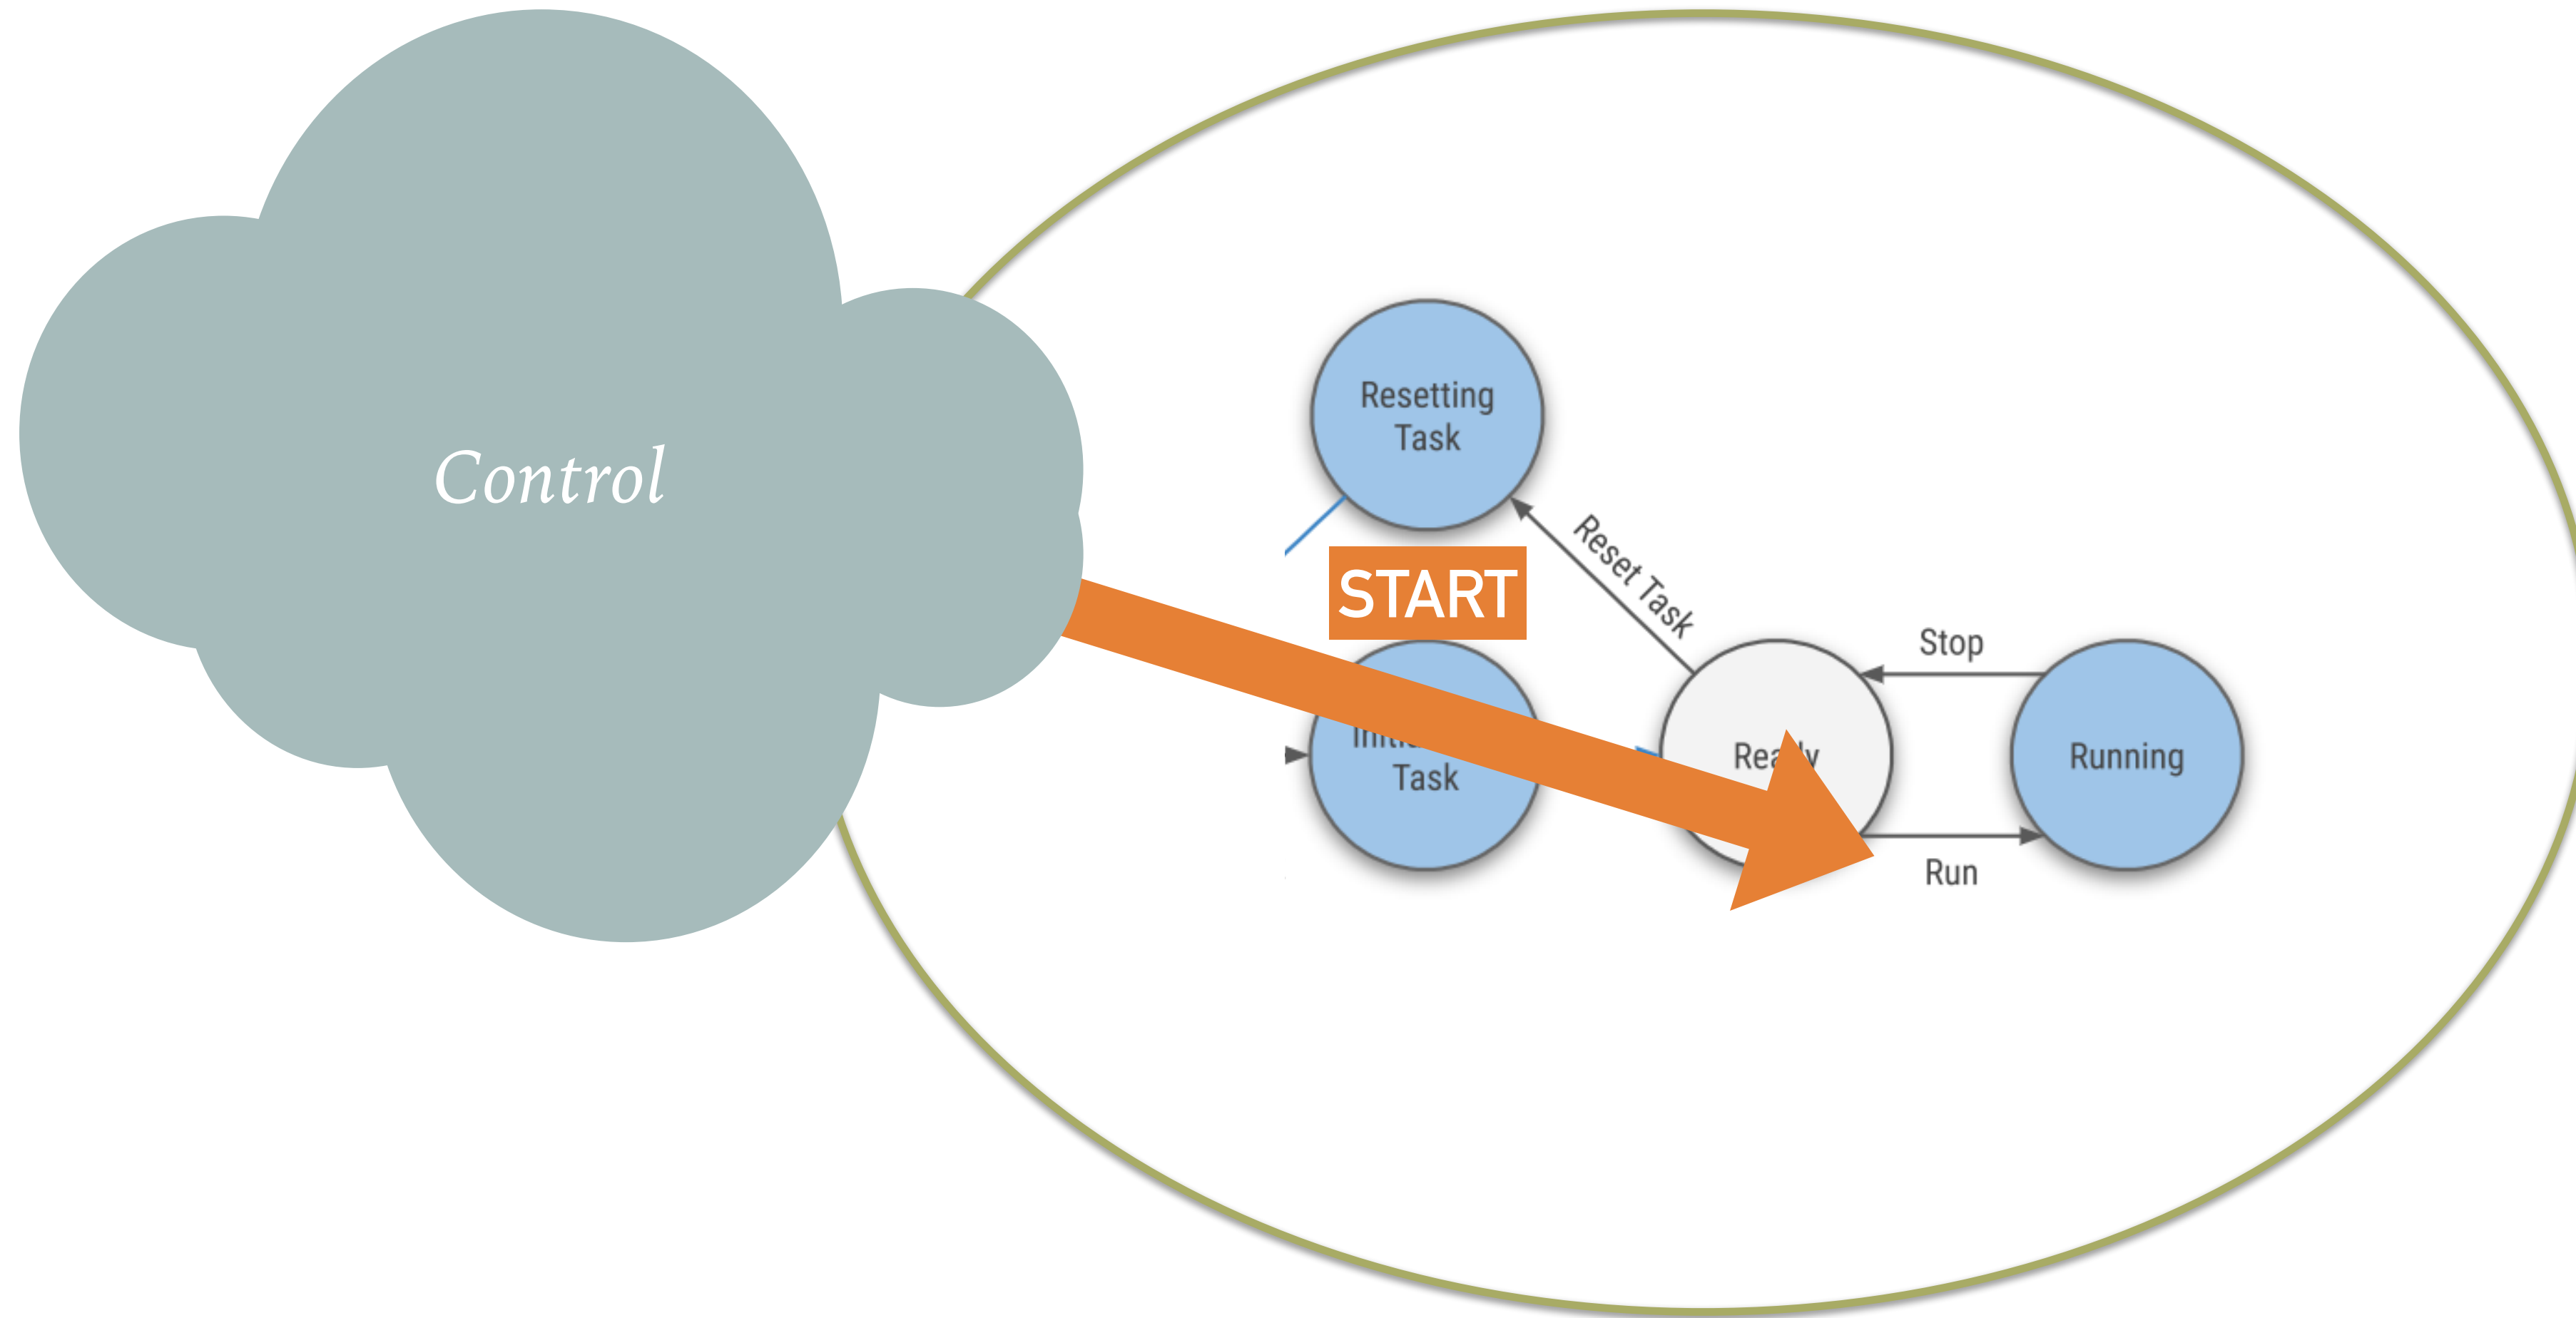 Control
Resetting
Task
START
Reset Task
Stop
Task
Running
Run